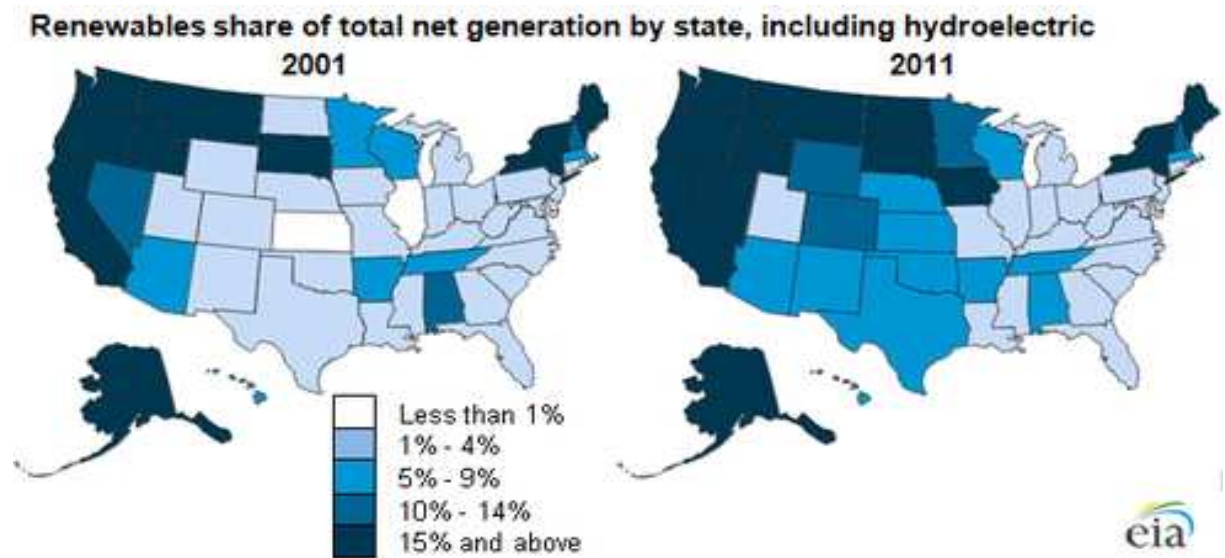 Renewables share of total net generation by state, including hydroelectric
2001
2011
Less than 1%
1% - 4%
5% - 9%
10% - 14%
15% and above
eia